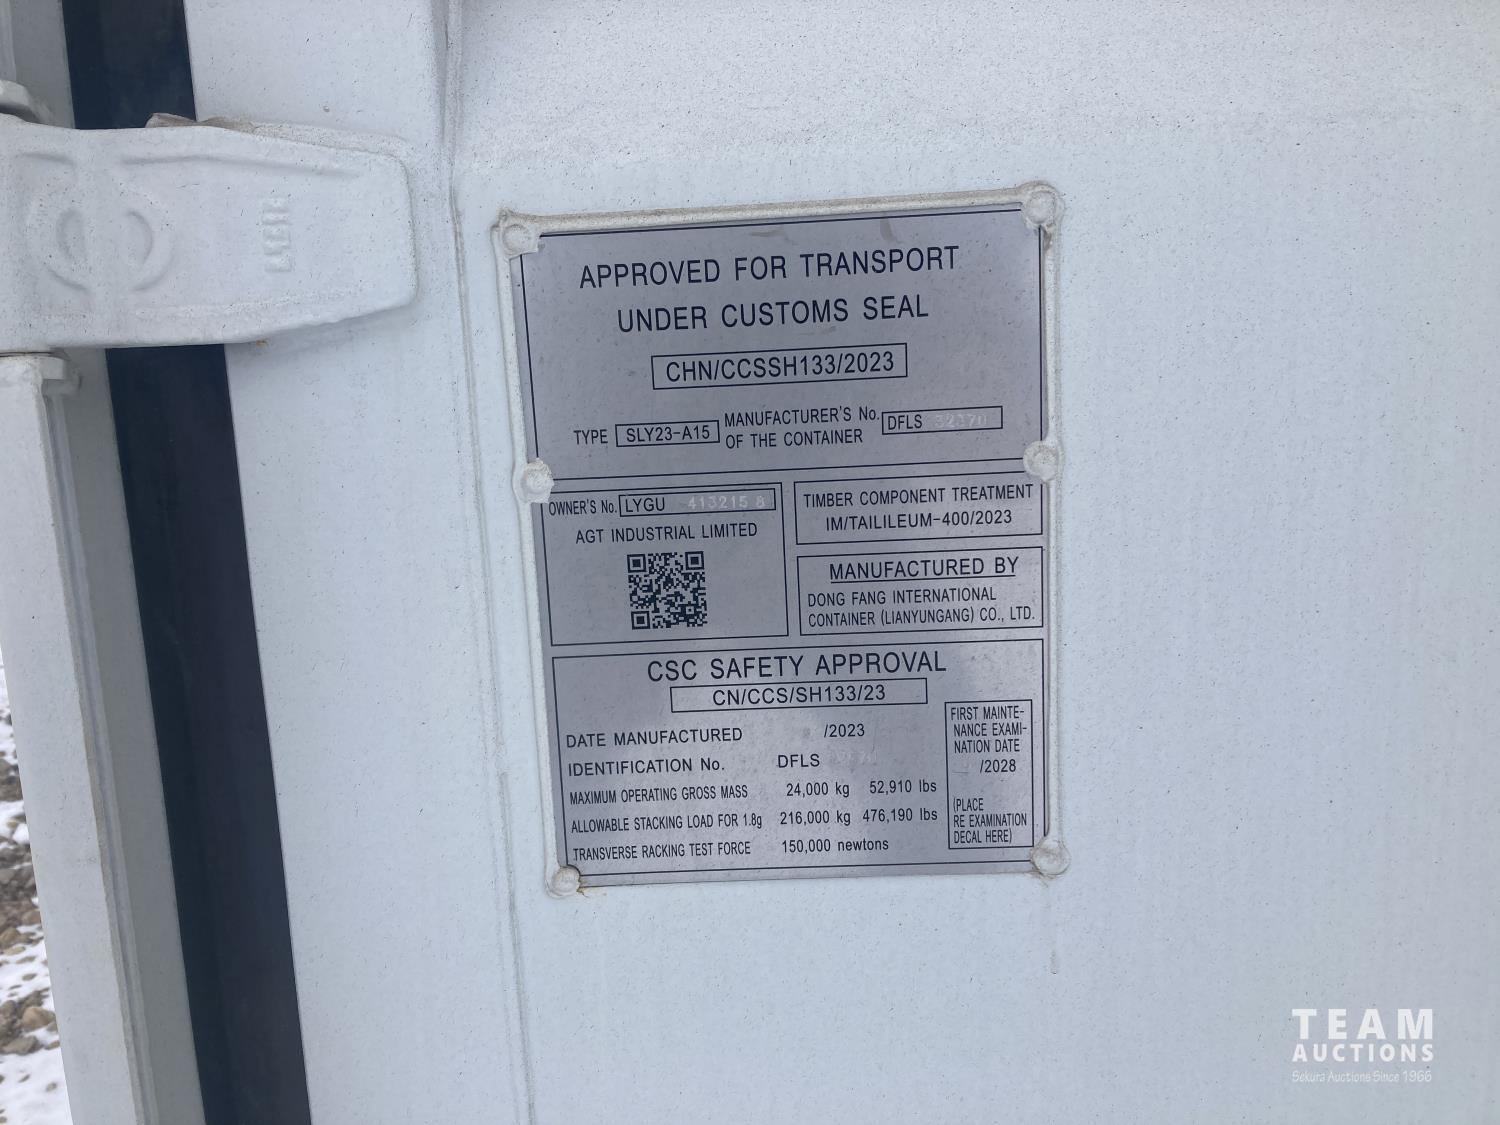 APPROVED FOR TRANSPORT
UNDER CUSTOMS SEAL
CHN/CCSSH133/2023
TYPE SLY23-A15 MANUFACTURER'S No. OF THE CONTAINER DFLS
OWNER'S No. LYGU 413215 8
AGT INDUSTRIAL LIMITED
TIMBER COMPONENT TREATMENT
IM/TAILILEUM-400/2023
MANUFACTURED BY
DONG FANG INTERNATIONAL
CONTAINER (LIANYUNGANG) CO., LTD.
CSC SAFETY APPROVAL
CN/CCS/SH133/23
DATE MANUFACTURED /2023
IDENTIFICATION No. DFLS
MAXIMUM OPERATING GROSS MASS 24,000 kg 52,910 lbs
ALLOWABLE STACKING LOAD FOR 1.8g 216,000 kg 476,190 lbs
TRANSVERSE RACKING TEST FORCE 150,000 newtons
FIRST MAINTE-
NANCE EXAMI-
NATION DATE
/2028
(PLACE
RE EXAMINATION
DECAL HERE)
TEAM
AUCTIONS
Sekura Auctions Since 1966